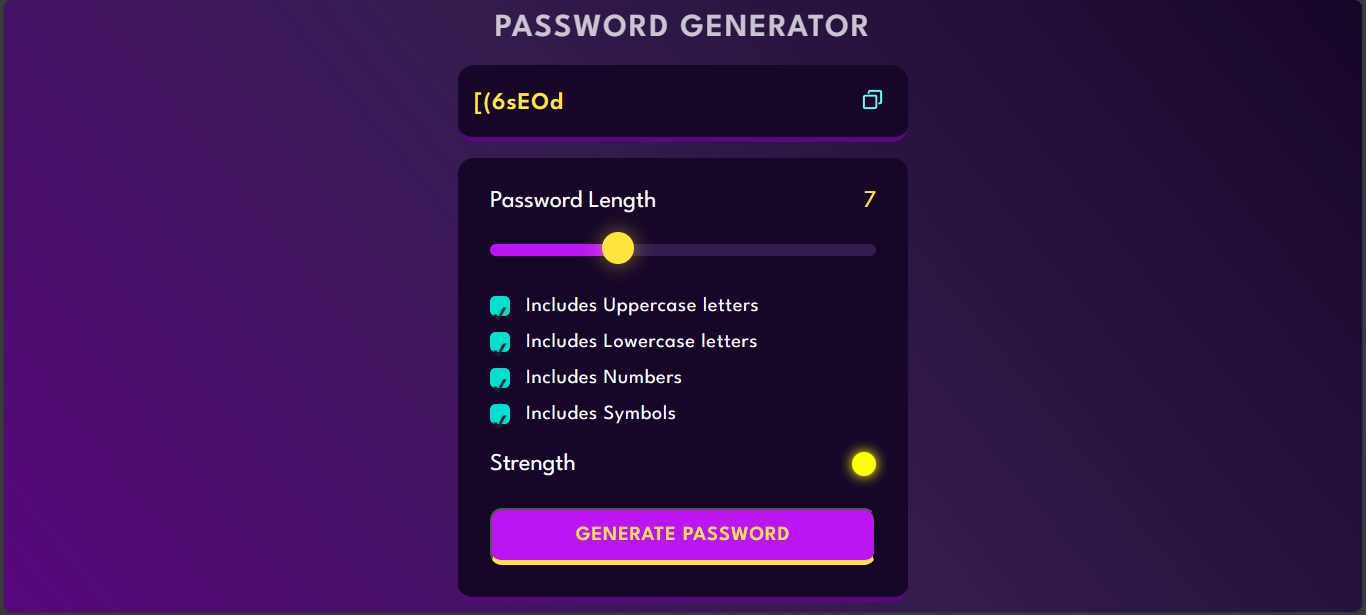 PASSWORD GENERATOR
[(6sEOd
Password Length 7
Includes Uppercase letters
Includes Lowercase letters
Includes Numbers
Includes Symbols
Strength
GENERATE PASSWORD